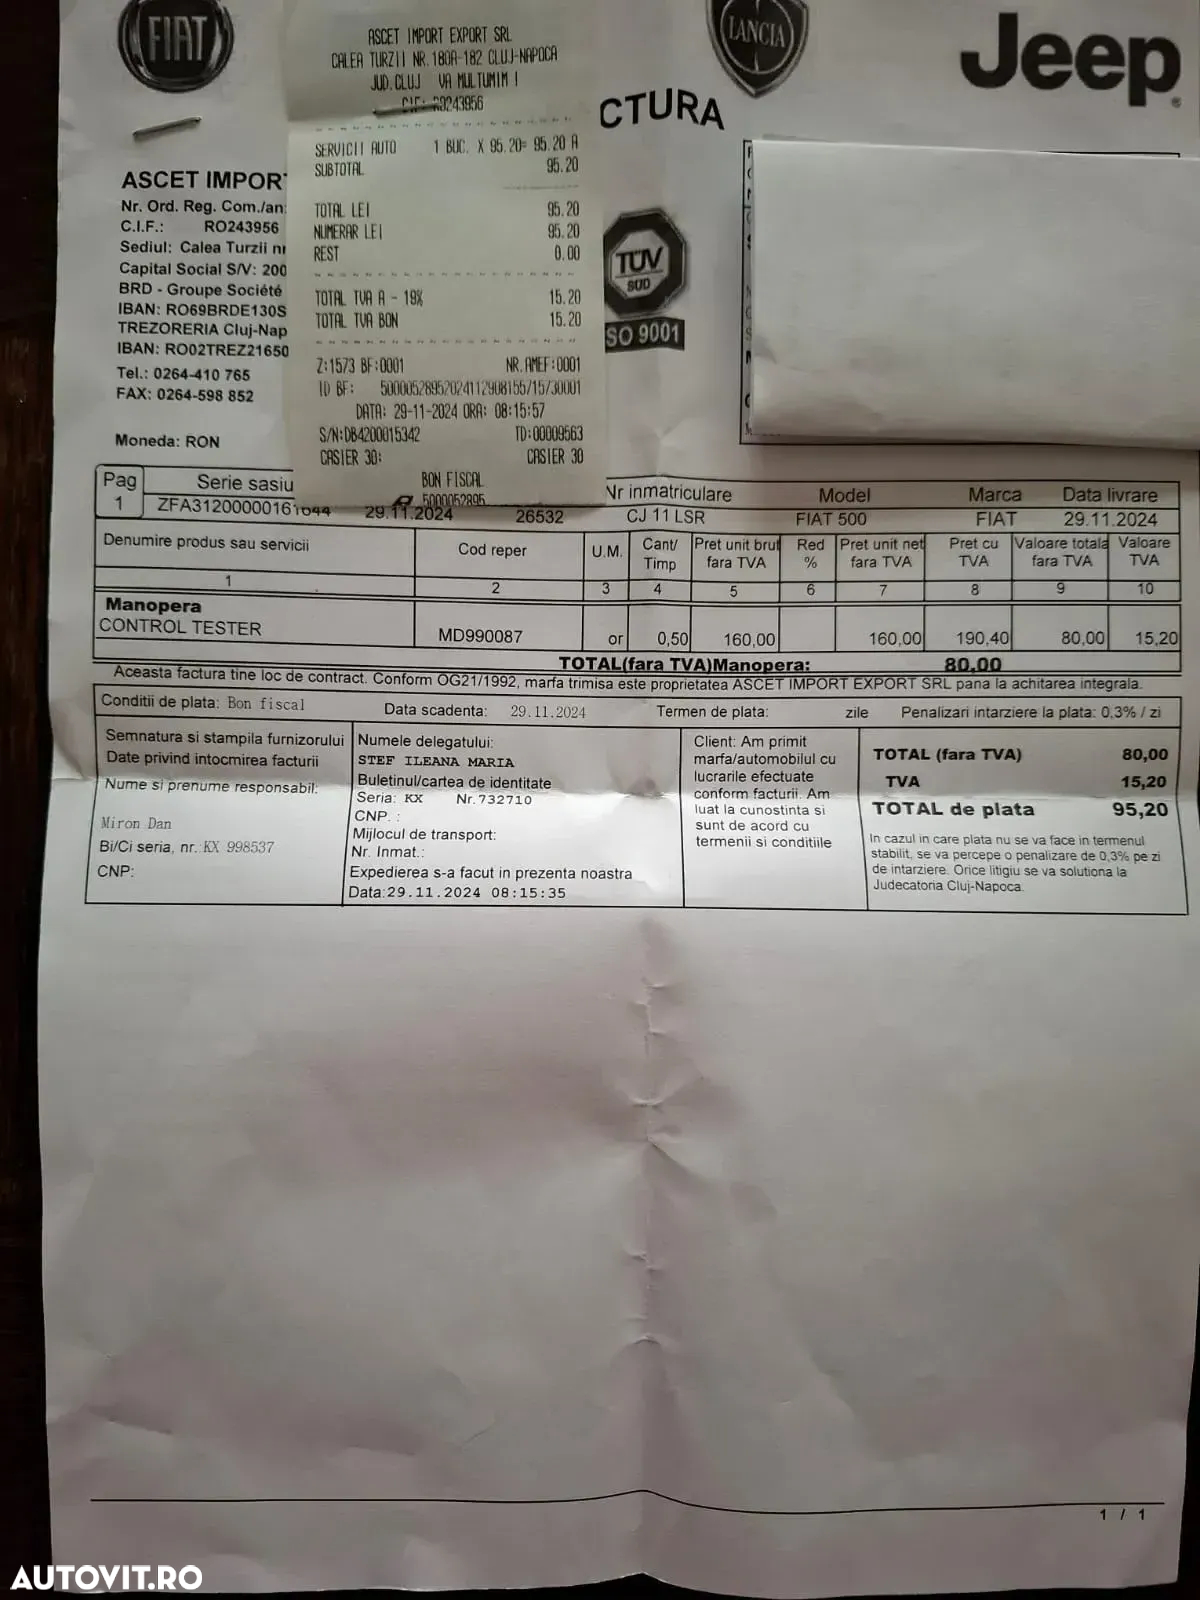 FIAT
LANCIA
Jeep
CTURA
ASCET IMPORT EXPORT SRL
CALEA TURZII NR.180A-182 CLUJ-NAPOCA
JUD.CLUJ VA MULTUMIM !
CIF: RO243956
SERVICII AUTO 1 BUC. X 95.20= 95.20 A
SUBTOTAL 95.20
TOTAL LEI 95.20
NUMERAR LEI 95.20
REST 0.00
TOTAL TVA A - 19% 15.20
TOTAL TVA BON 15.20
Z:1573 BF:0001 NR.AMEF:0001
ID BF: 50000528952024112908155/15/30001
DATA: 29-11-2024 ORA: 08:15:57
S/N:DB4200015342 TD:00009563
CASIER 30: CASIER 30
BON FISCAL
5000052895
TÜV
SÜD
ISO 9001
ASCET IMPORT
Nr. Ord. Reg. Com./an:
C.I.F.: RO243956
Sediul: Calea Turzii nr
Capital Social S/V: 200
BRD - Groupe Société
IBAN: RO69BRDE130S
TREZORERIA Cluj-Nap
IBAN: RO02TREZ21650
Tel.: 0264-410 765
FAX: 0264-598 852
Moneda: RON
Pag Serie sasiu Nr inmatriculare Model Marca Data livrare
1 ZFA31200000161644 29.11.2024 26532 CJ 11 LSR FIAT 500 FIAT 29.11.2024
Denumire produs sau servicii Cod reper U.M. Cant/ Timp Pret unit brut fara TVA Red % Pret unit net fara TVA Pret cu TVA Valoare totala fara TVA Valoare TVA
1 2 3 4 5 6 7 8 9 10
Manopera
CONTROL TESTER MD990087 or 0,50 160,00 160,00 190,40 80,00 15,20
TOTAL(fara TVA)Manopera: 80,00
Aceasta factura tine loc de contract. Conform OG21/1992, marfa trimisa este proprietatea ASCET IMPORT EXPORT SRL pana la achitarea integrala.
Conditii de plata: Bon fiscal Data scadenta: 29.11.2024 Termen de plata: zile Penalizari intarziere la plata: 0,3% / zi
Semnatura si stampila furnizorului
Date privind intocmirea facturii
Nume si prenume responsabil:
Miron Dan
Bi/Ci seria, nr.:KX 998537
CNP:
Numele delegatului:
STEF ILEANA MARIA
Buletinul/cartea de identitate
Seria: KX Nr.732710
CNP. :
Mijlocul de transport:
Nr. Inmat.:
Expedierea s-a facut in prezenta noastra
Data:29.11.2024 08:15:35
Client: Am primit
marfa/automobilul cu
lucrarile efectuate
conform facturii. Am
luat la cunostinta si
sunt de acord cu
termenii si conditiile
TOTAL (fara TVA) 80,00
TVA 15,20
TOTAL de plata 95,20
In cazul in care plata nu se va face in termenul
stabilit, se va percepe o penalizare de 0,3% pe zi
de intarziere. Orice litigiu se va solutiona la
Judecatoria Cluj-Napoca.
1 / 1
AUTOVIT.RO